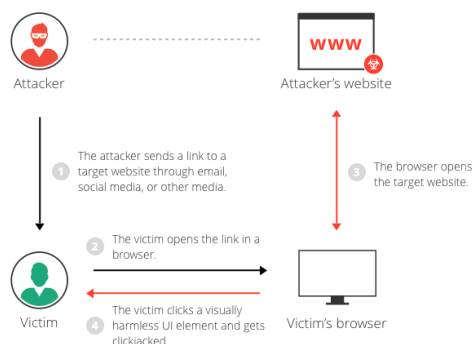 www
Attacker
Attacker's website
1
The attacker sends a link to a
target website through email,
social media, or other media.
3
The browser opens
the target website.
2
The victim opens the link in a
browser.
Victim
4
The victim clicks a visually
harmless UI element and gets
clickjacked
Victim's browser